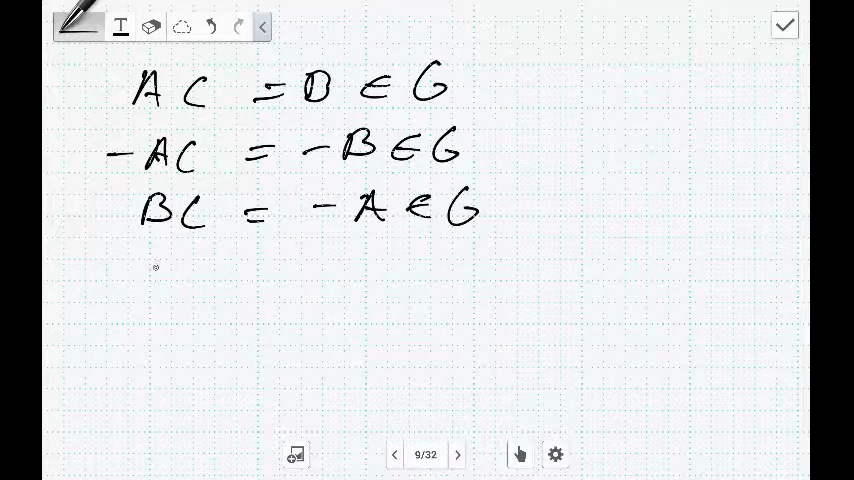 T
AC = B ∈ G
-AC = -B ∈ G
BC = -A ∈ G
9/32